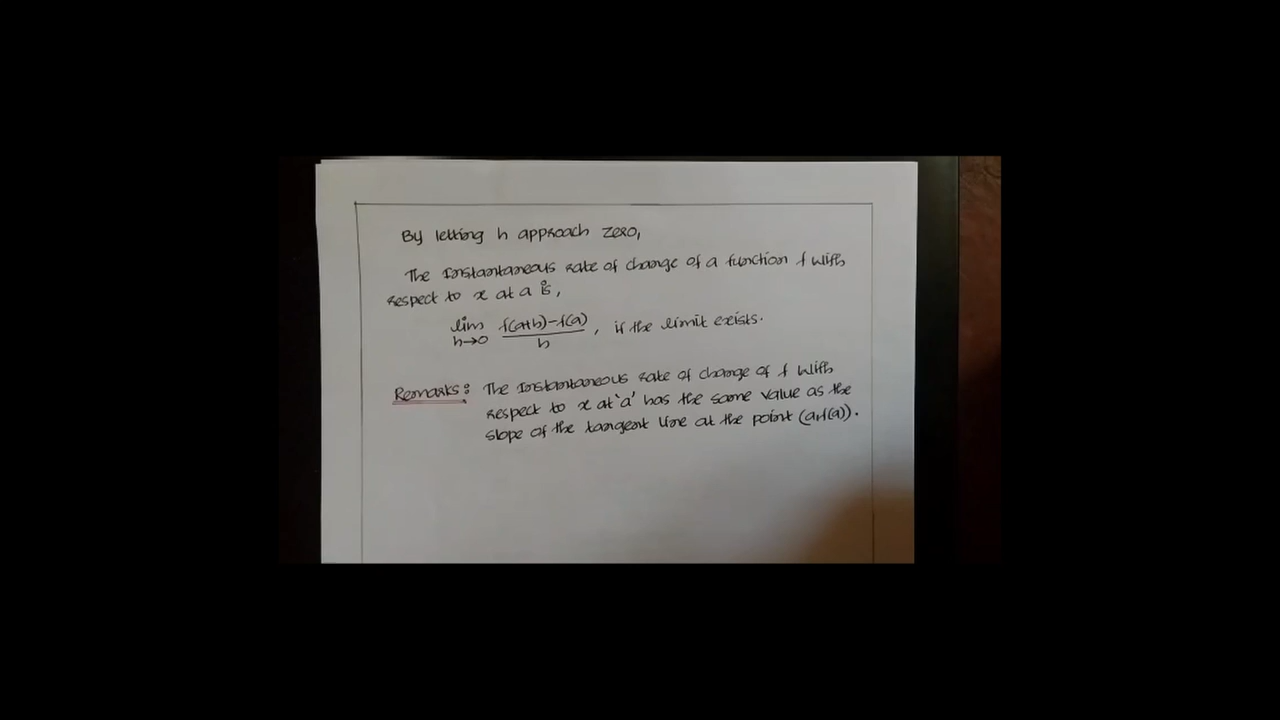 By letting h approach zero,
The Instantaneous rate of change of a function f with
respect to x at a is,
lim f(a+h)-f(a)
h→0 h , if the limit exists.
Remarks: The Instantaneous rate of change of f with
respect to x at 'a' has the same value as the
slope of the tangent line at the point (a,f(a)).